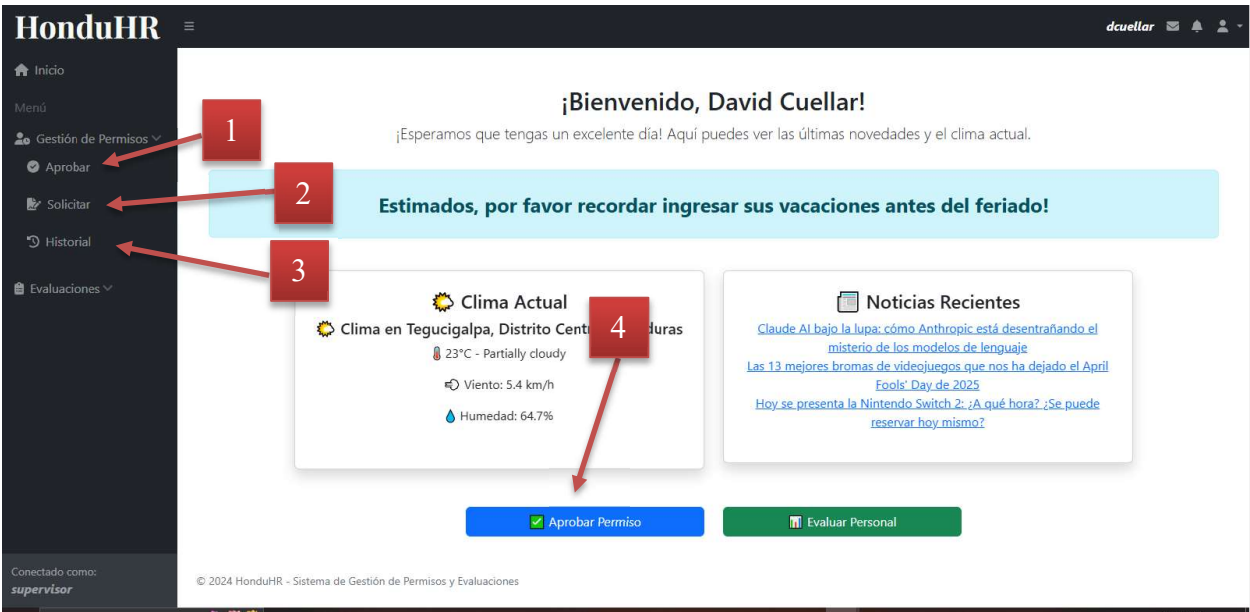 HonduHR
dcuellar
Inicio
Menú
Gestión de Permisos
Aprobar
Solicitar
Historial
Evaluaciones
Conectado como:
supervisor
1
2
3
4
¡Bienvenido, David Cuellar!
¡Esperamos que tengas un excelente día! Aquí puedes ver las últimas novedades y el clima actual.
Estimados, por favor recordar ingresar sus vacaciones antes del feriado!
Clima Actual
Clima en Tegucigalpa, Distrito Cent duras
23°C - Partially cloudy
Viento: 5.4 km/h
Humedad: 64.7%
Noticias Recientes
Claude AI bajo la lupa: cómo Anthropic está desentrañando el
misterio de los modelos de lenguaje
Las 13 mejores bromas de videojuegos que nos ha dejado el April
Fools' Day de 2025
Hoy se presenta la Nintendo Switch 2: ¿A qué hora? ¿Se puede
reservar hoy mismo?
Aprobar Permiso
Evaluar Personal
© 2024 HonduHR - Sistema de Gestión de Permisos y Evaluaciones